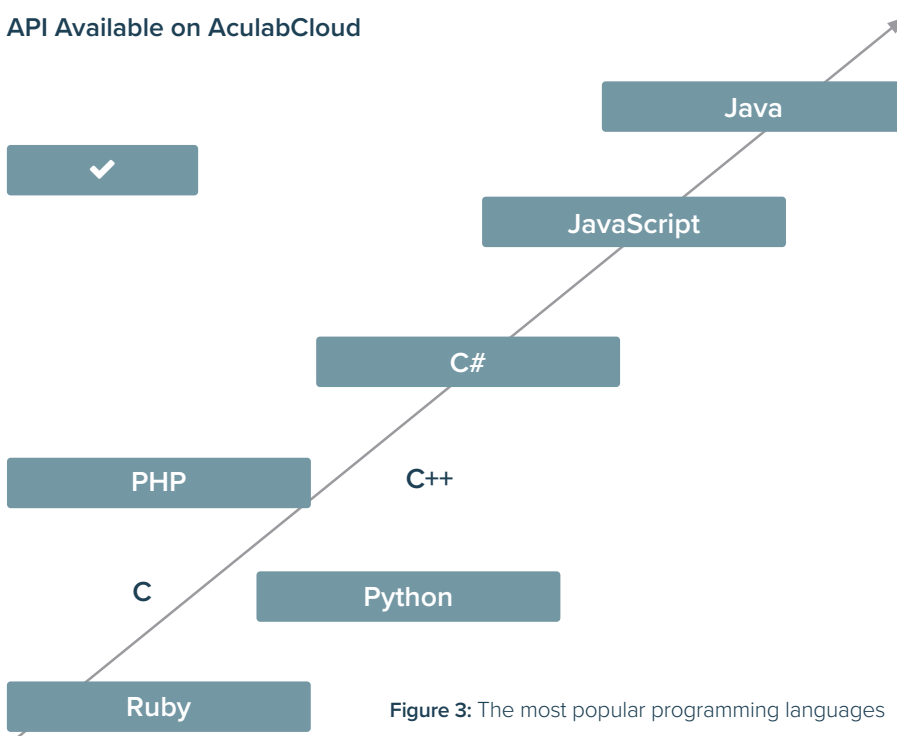 API Available on AculabCloud
Java
JavaScript
C#
PHP
C++
C
Python
Ruby
Figure 3: The most popular programming languages